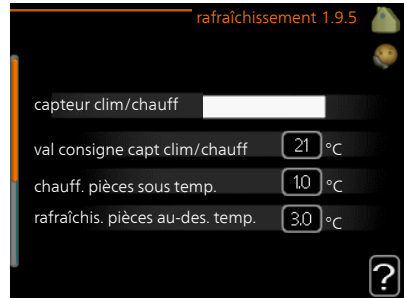 rafraîchissement 1.9.5
capteur clim/chauff
val consigne capt clim/chauff 21 °C
chauff. pièces sous temp. 1.0 °C
rafraîchis. pièces au-des. temp. 3.0 °C
?